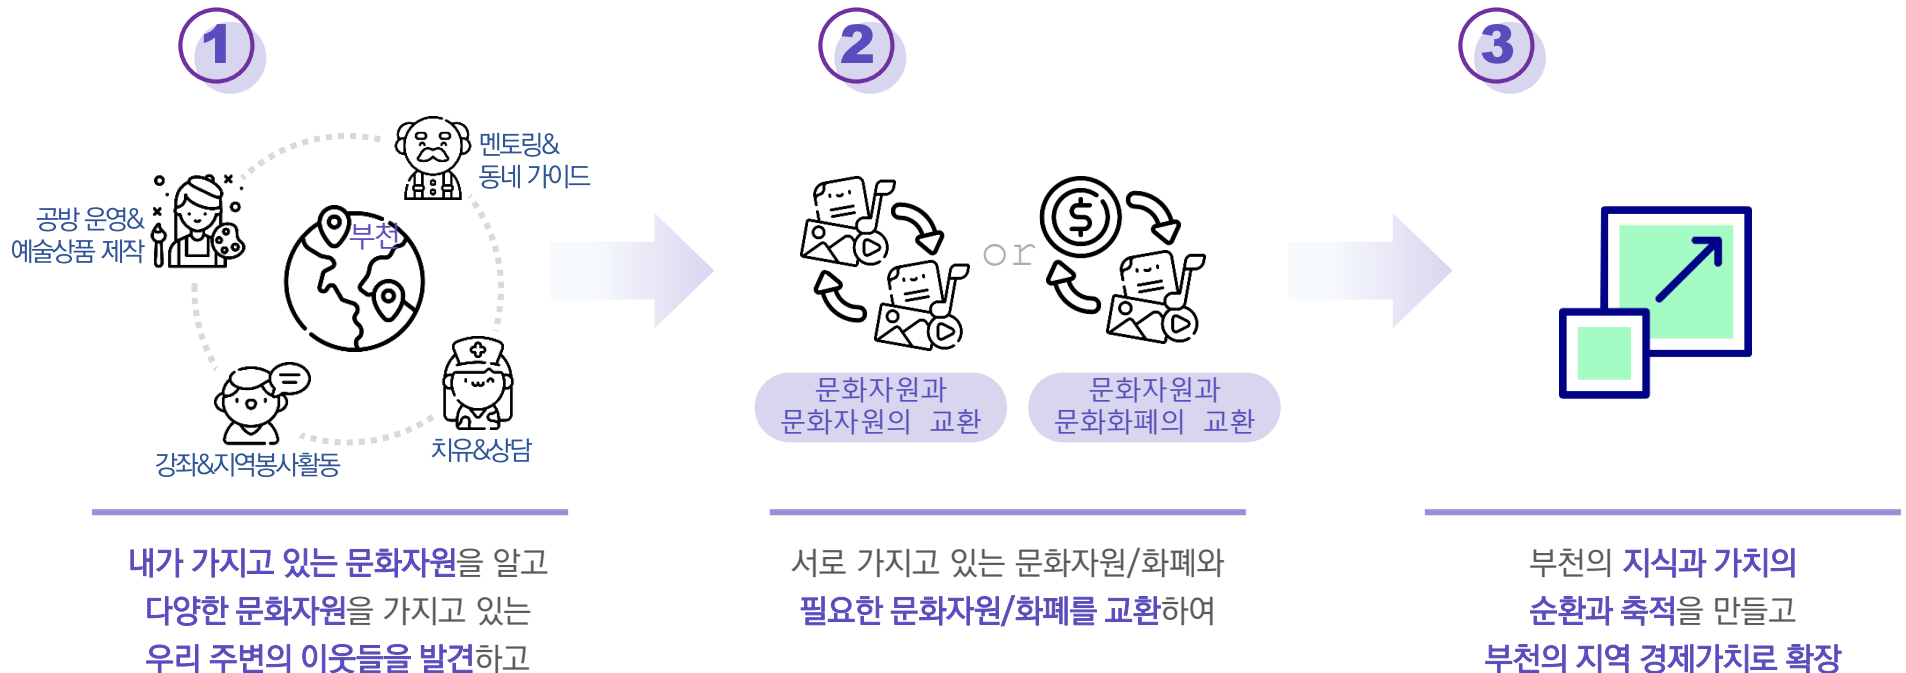 1
멘토링&
동네 가이드
공방 운영&
예술상품 제작
부천
강좌&지역봉사활동
치유&상담
내가 가지고 있는 문화자원을 알고
다양한 문화자원을 가지고 있는
우리 주변의 이웃들을 발견하고
2
or
문화자원과
문화자원의 교환
문화자원과
문화화폐의 교환
서로 가지고 있는 문화자원/화폐와
필요한 문화자원/화폐를 교환하여
3
부천의 지식과 가치의
순환과 축적을 만들고
부천의 지역 경제가치로 확장